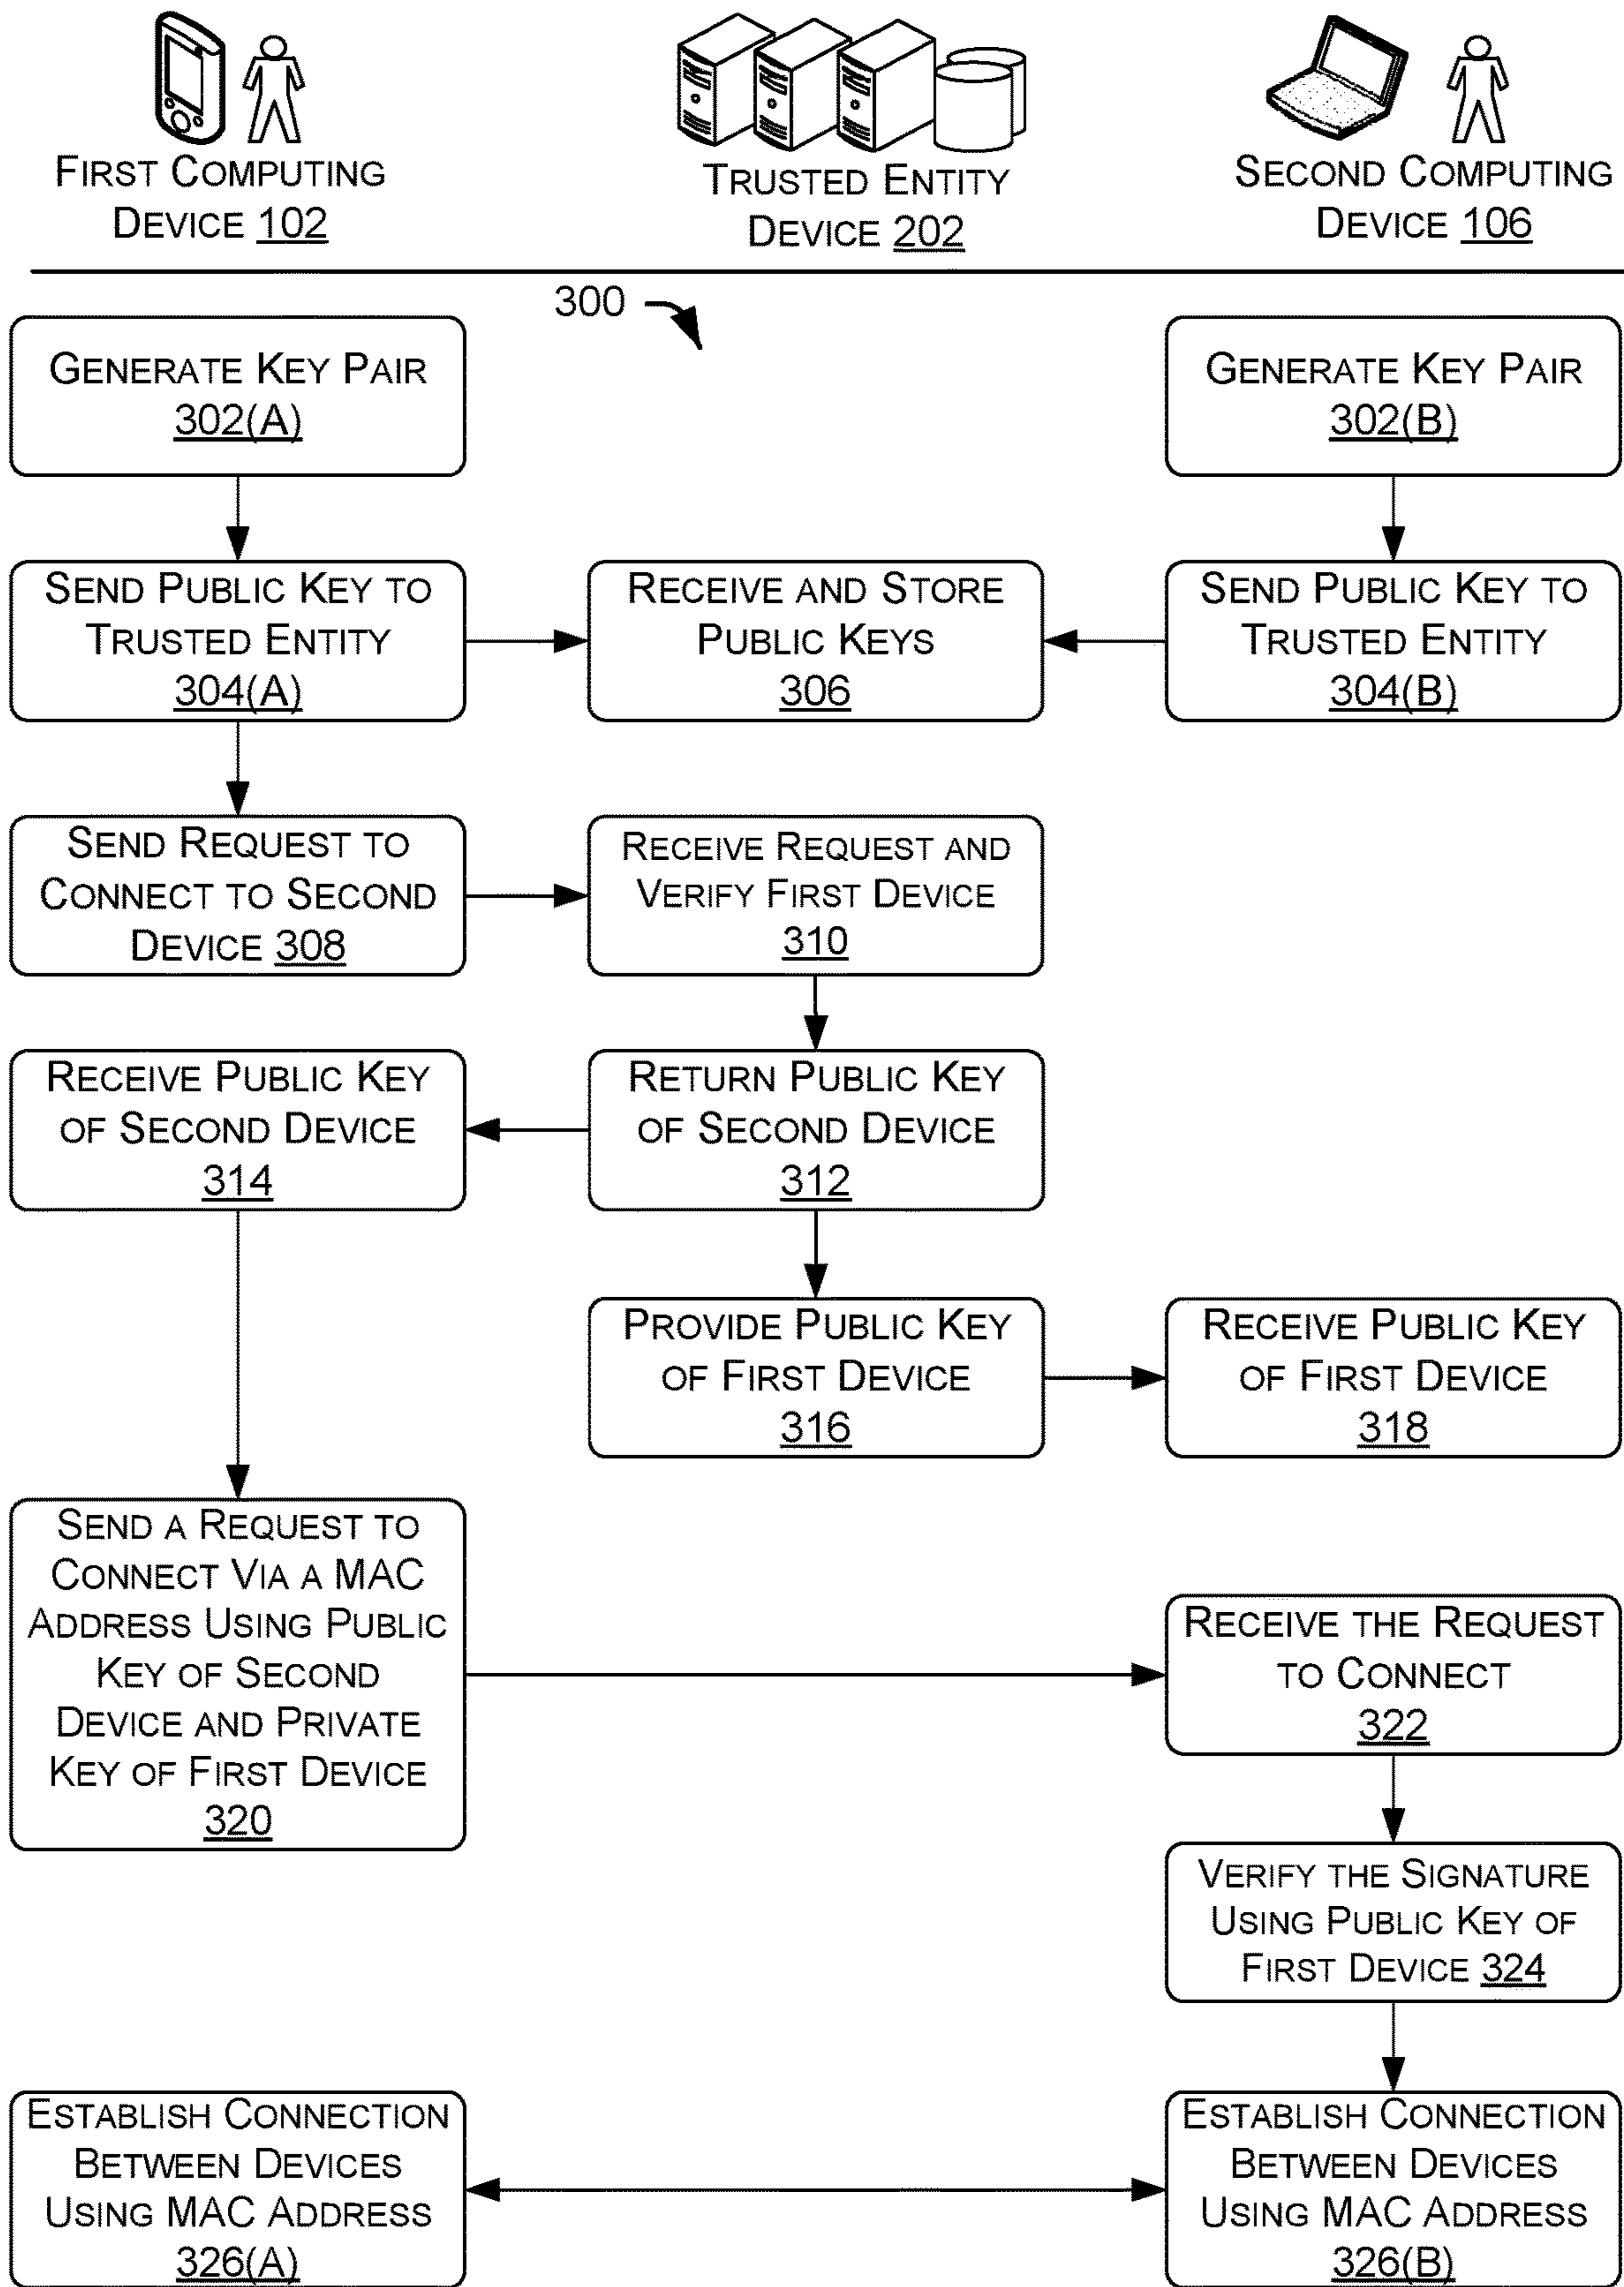 FIRST COMPUTING
DEVICE 102
TRUSTED ENTITY
DEVICE 202
SECOND COMPUTING
DEVICE 106
300
GENERATE KEY PAIR
302(A)
GENERATE KEY PAIR
302(B)
SEND PUBLIC KEY TO
TRUSTED ENTITY
304(A)
RECEIVE AND STORE
PUBLIC KEYS
306
SEND PUBLIC KEY TO
TRUSTED ENTITY
304(B)
SEND REQUEST TO
CONNECT TO SECOND
DEVICE 308
RECEIVE REQUEST AND
VERIFY FIRST DEVICE
310
RECEIVE PUBLIC KEY
OF SECOND DEVICE
314
RETURN PUBLIC KEY
OF SECOND DEVICE
312
PROVIDE PUBLIC KEY
OF FIRST DEVICE
316
RECEIVE PUBLIC KEY
OF FIRST DEVICE
318
SEND A REQUEST TO
CONNECT VIA A MAC
ADDRESS USING PUBLIC
KEY OF SECOND
DEVICE AND PRIVATE
KEY OF FIRST DEVICE
320
RECEIVE THE REQUEST
TO CONNECT
322
VERIFY THE SIGNATURE
USING PUBLIC KEY OF
FIRST DEVICE 324
ESTABLISH CONNECTION
BETWEEN DEVICES
USING MAC ADDRESS
326(A)
ESTABLISH CONNECTION
BETWEEN DEVICES
USING MAC ADDRESS
326(B)